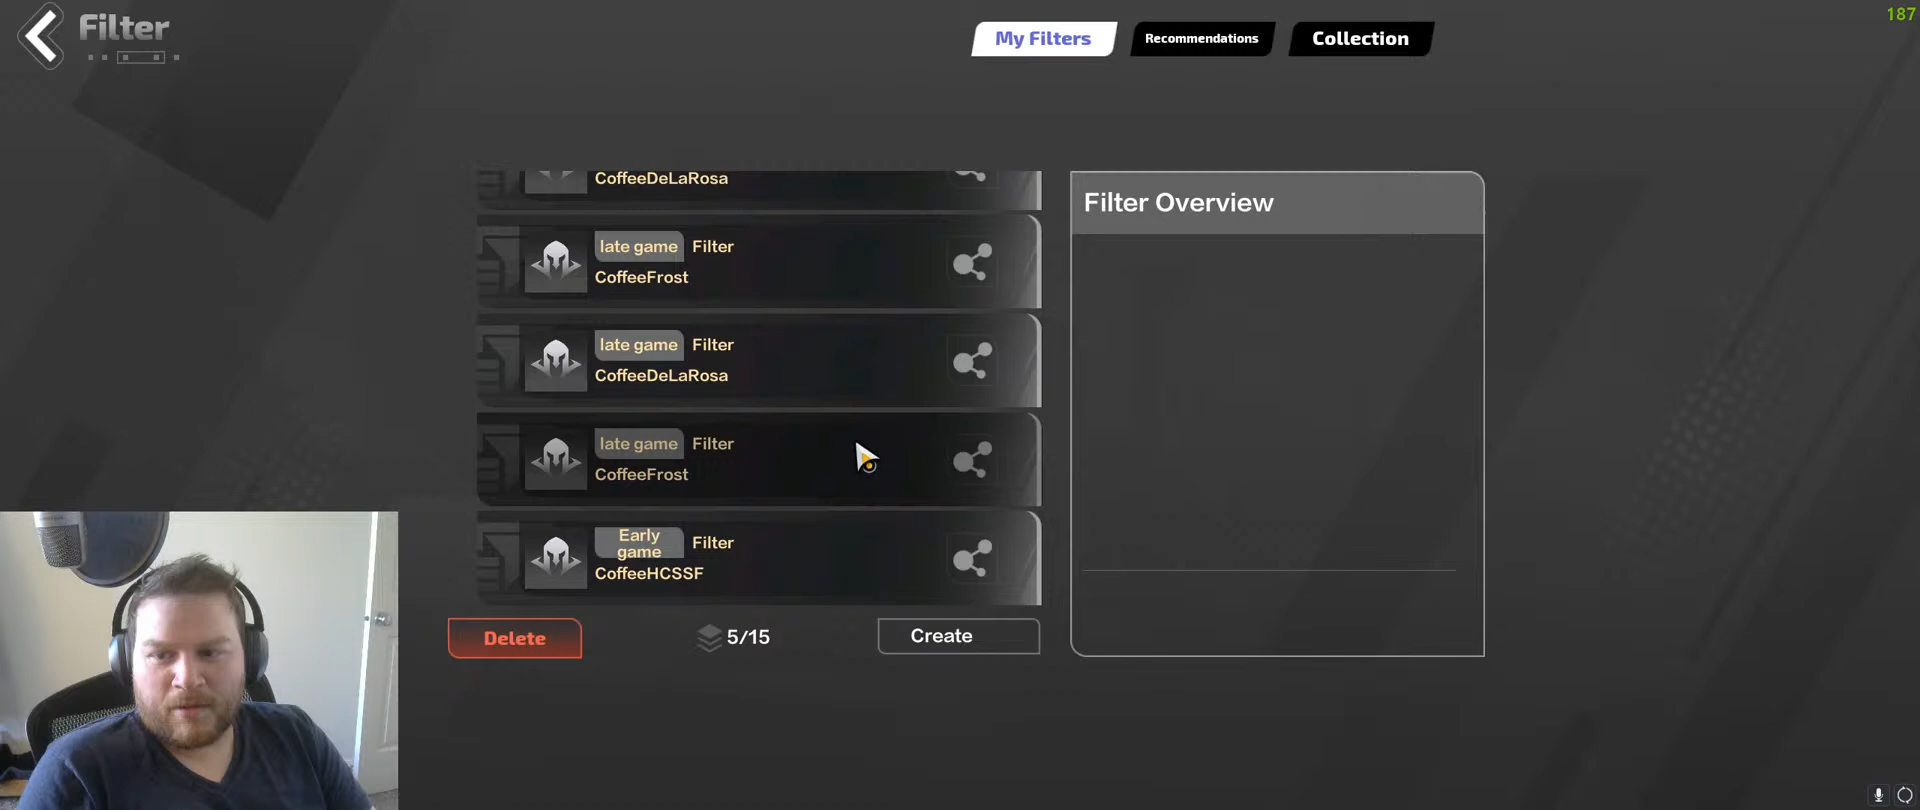 Filter
My Filters
Recommendations
Collection
187
CoffeeDeLaRosa
late game Filter
CoffeeFrost
late game Filter
CoffeeDeLaRosa
late game Filter
CoffeeFrost
Early
game Filter
CoffeeHCSSF
Delete
5/15
Create
Filter Overview